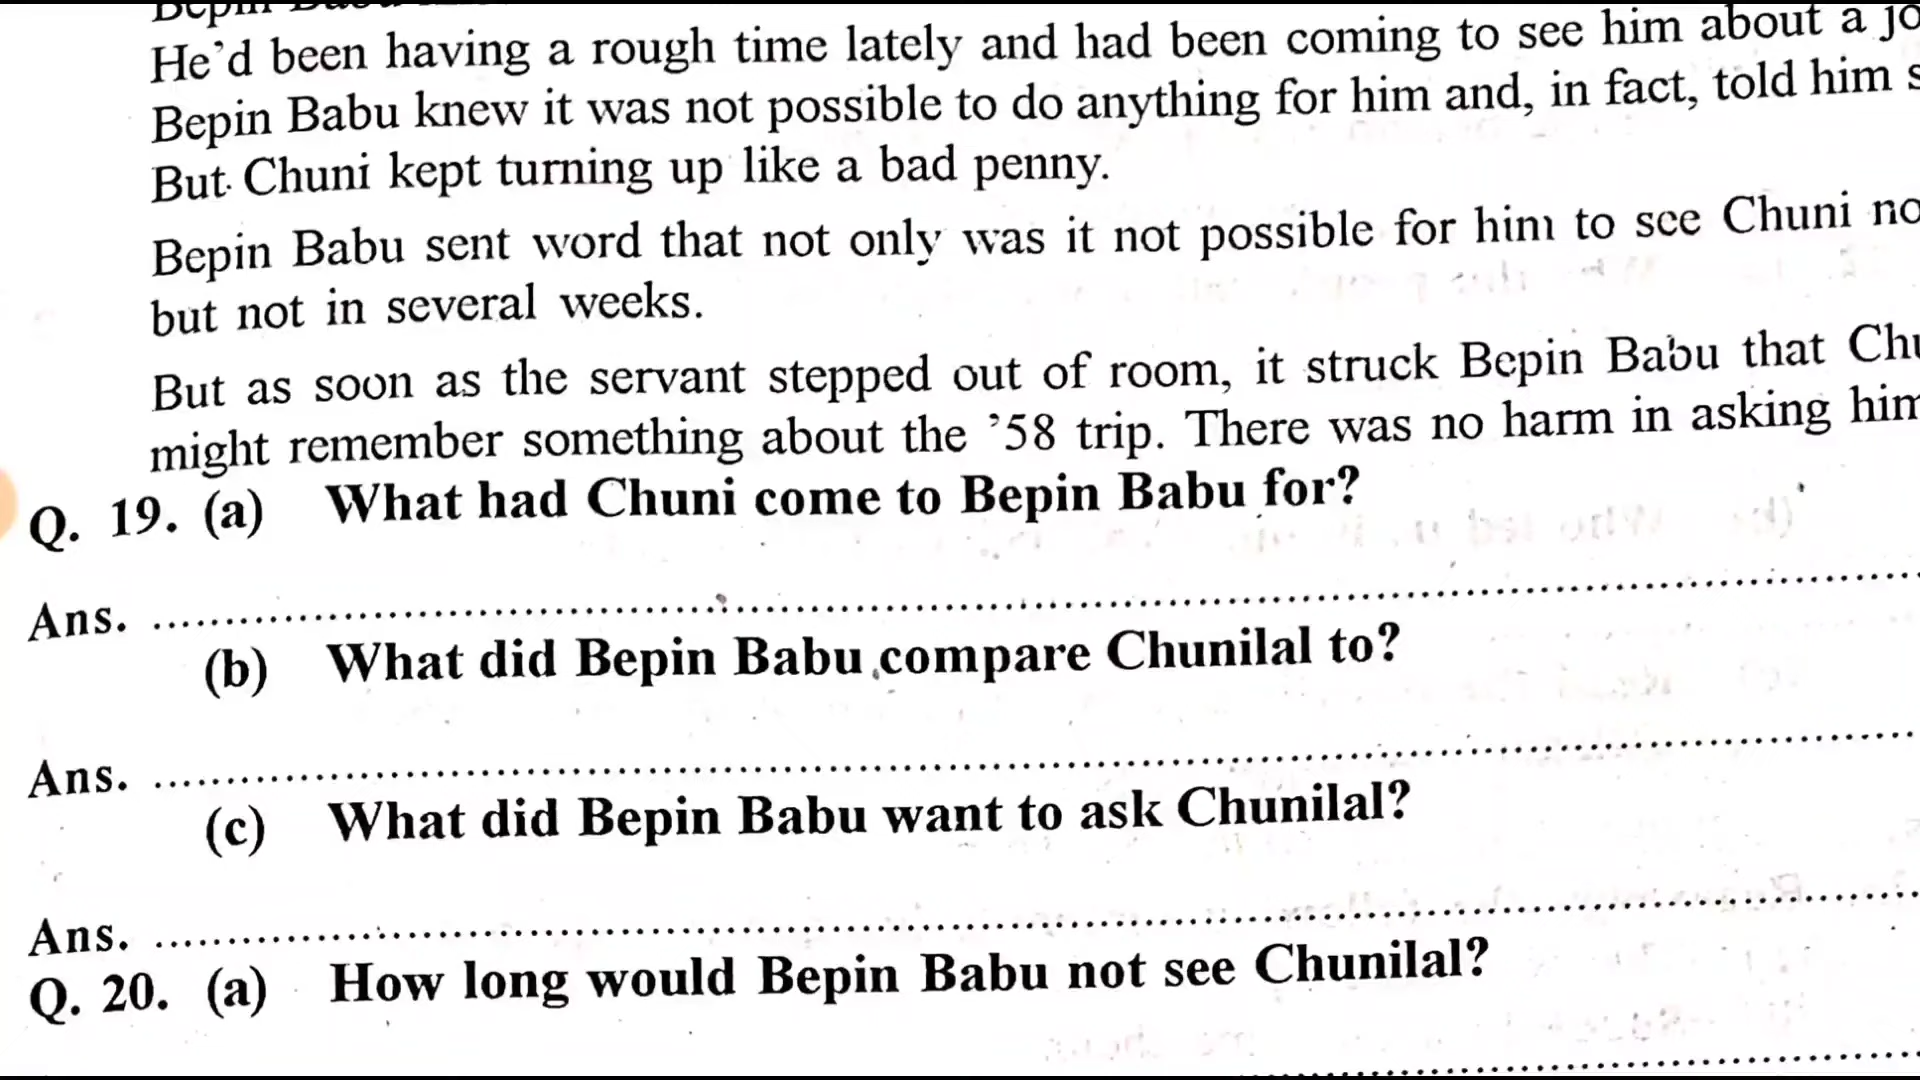 He’d been having a rough time lately and had been coming to see him about a
Bepin Babu knew it was not possible to do anything for him and, in fact, told him
But Chuni kept turning up like a bad penny.
Bepin Babu sent word that not only was it not possible for him to see Chuni
but not in several weeks.
But as soon as the servant stepped out of room, it struck Bepin Babu that
might remember something about the ’58 trip. There was no harm in asking
Q. 19. (a) What had Chuni come to Bepin Babu for?
Ans. ....................
(b) What did Bepin Babu compare Chunilal to?
Ans. ....................
(c) What did Bepin Babu want to ask Chunilal?
Ans. ....................
Q. 20. (a) How long would Bepin Babu not see Chunilal?